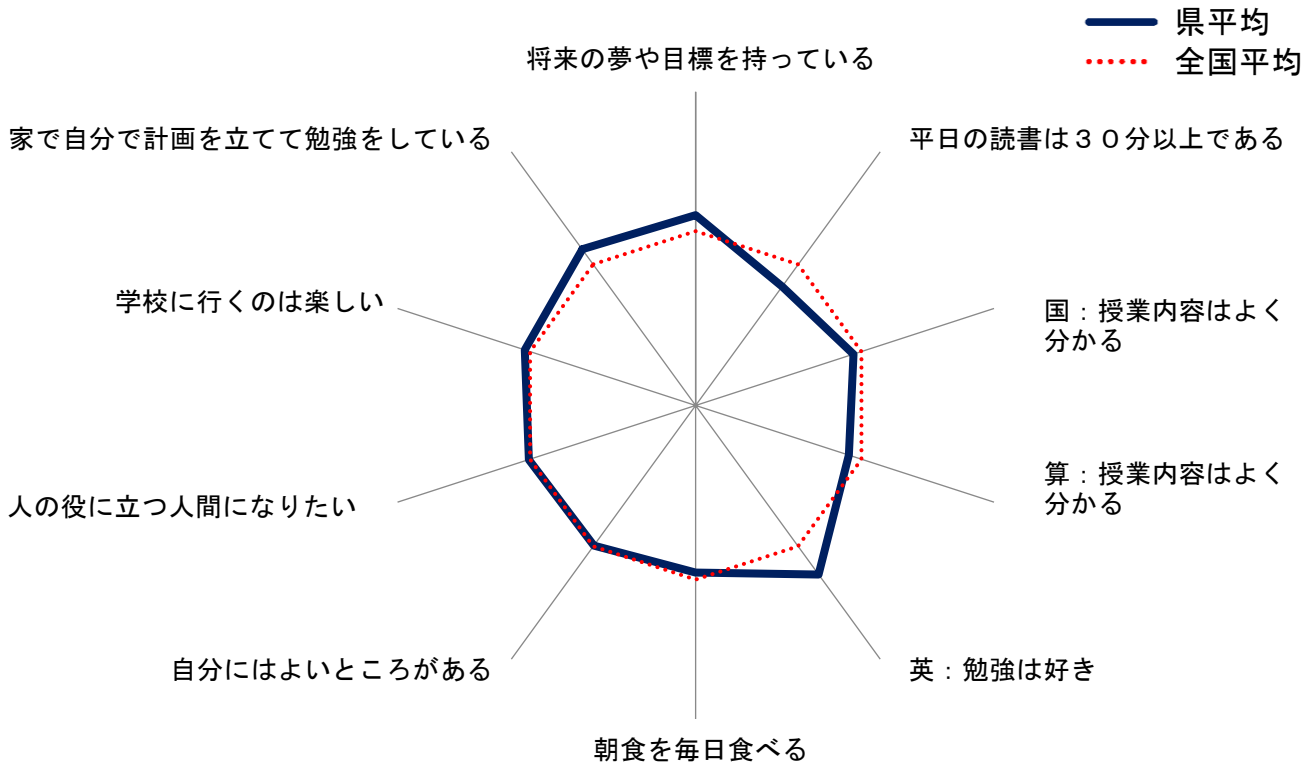 県平均
全国平均
将来の夢や目標を持っている
家で自分で計画を立てて勉強をしている
平日の読書は３０分以上である
学校に行くのは楽しい
国：授業内容はよく
分かる
人の役に立つ人間になりたい
算：授業内容はよく
分かる
自分にはよいところがある
英：勉強は好き
朝食を毎日食べる